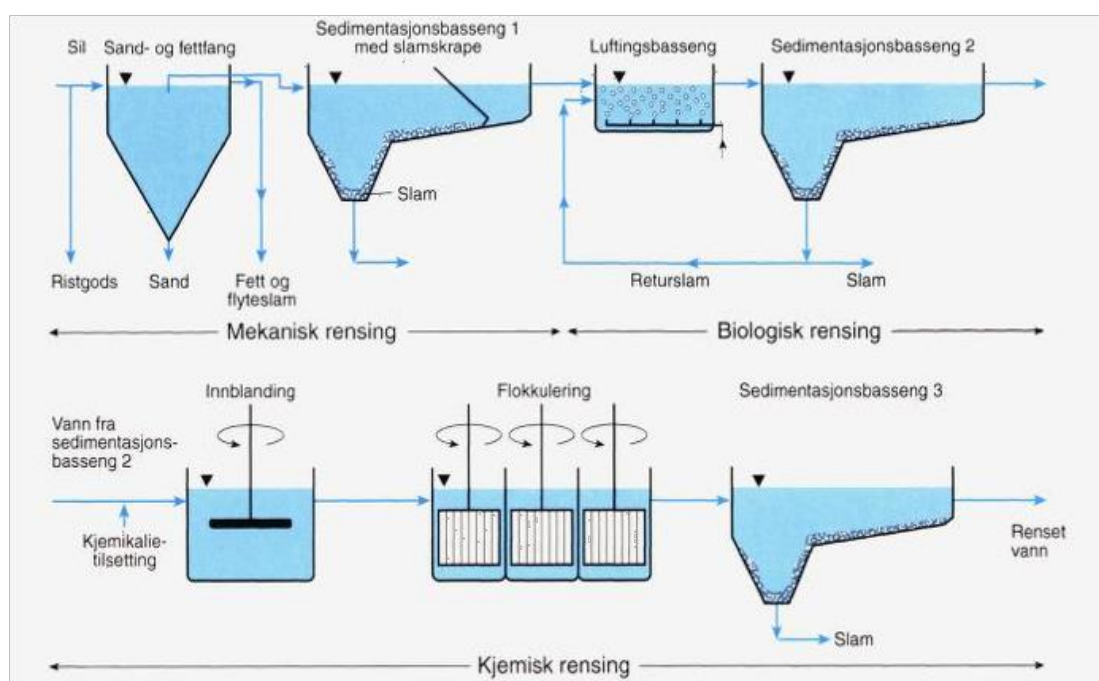 Sil
Sand- og fettfang
Sedimentasjonsbasseng 1
med slamskrape
Luftingsbasseng
Sedimentasjonsbasseng 2
Slam
Ristgods
Sand
Fett og
flyteslam
Returslam
Slam
Mekanisk rensing
Biologisk rensing
Innblanding
Flokkulering
Sedimentasjonsbasseng 3
Vann fra
sedimentasjons-
basseng 2
Kjemikalie-
tilsetting
Renset
vann
Slam
Kjemisk rensing